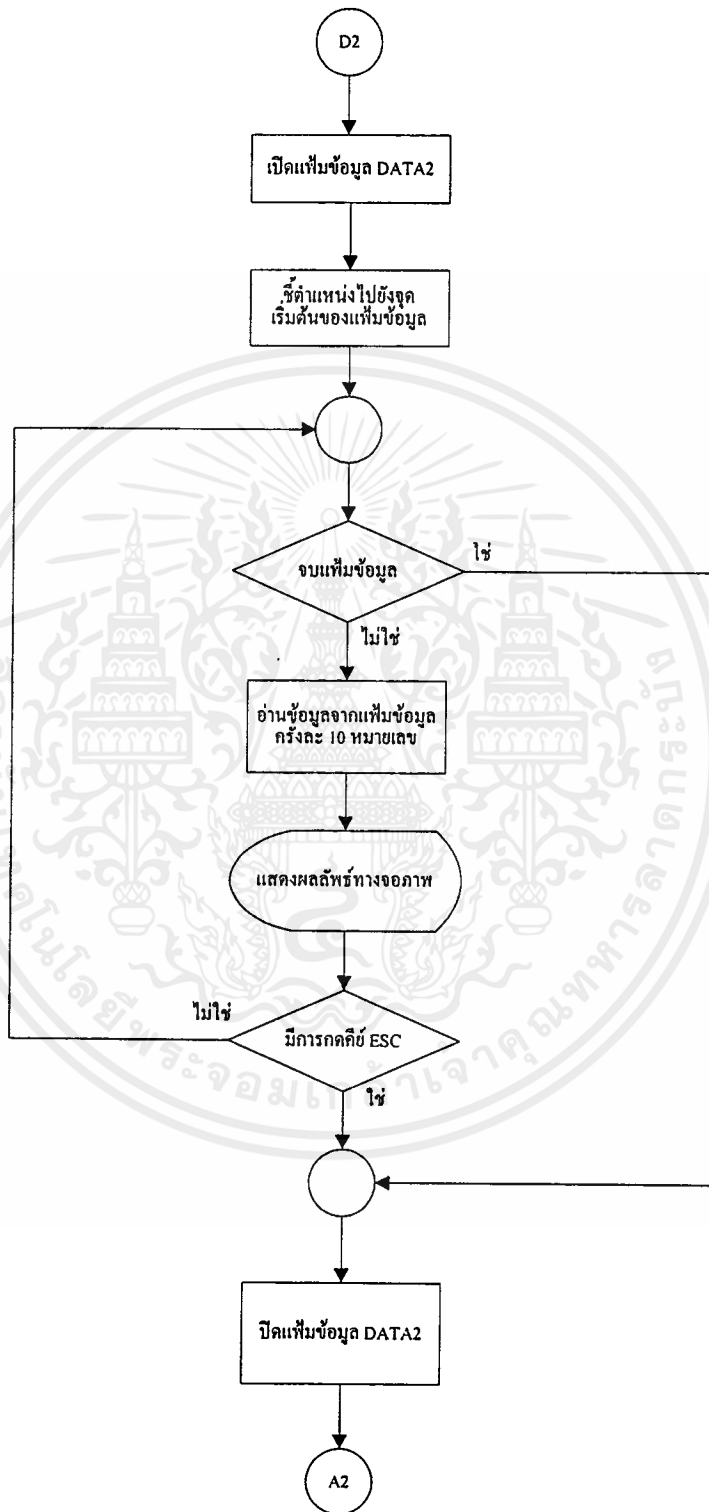 D2
เปิดแฟ้มข้อมูล DATA2
ชี้ตำแหน่งไปยังจุด
เริ่มต้นของแฟ้มข้อมูล
จบแฟ้มข้อมูล
ใช่
ไม่ใช่
อ่านข้อมูลจากแฟ้มข้อมูล
ครั้งละ 10 หมายเลข
แสดงผลลัพธ์ทางจอภาพ
ไม่ใช่
มีการกดคีย์ ESC
ใช่
ปิดแฟ้มข้อมูล DATA2
A2